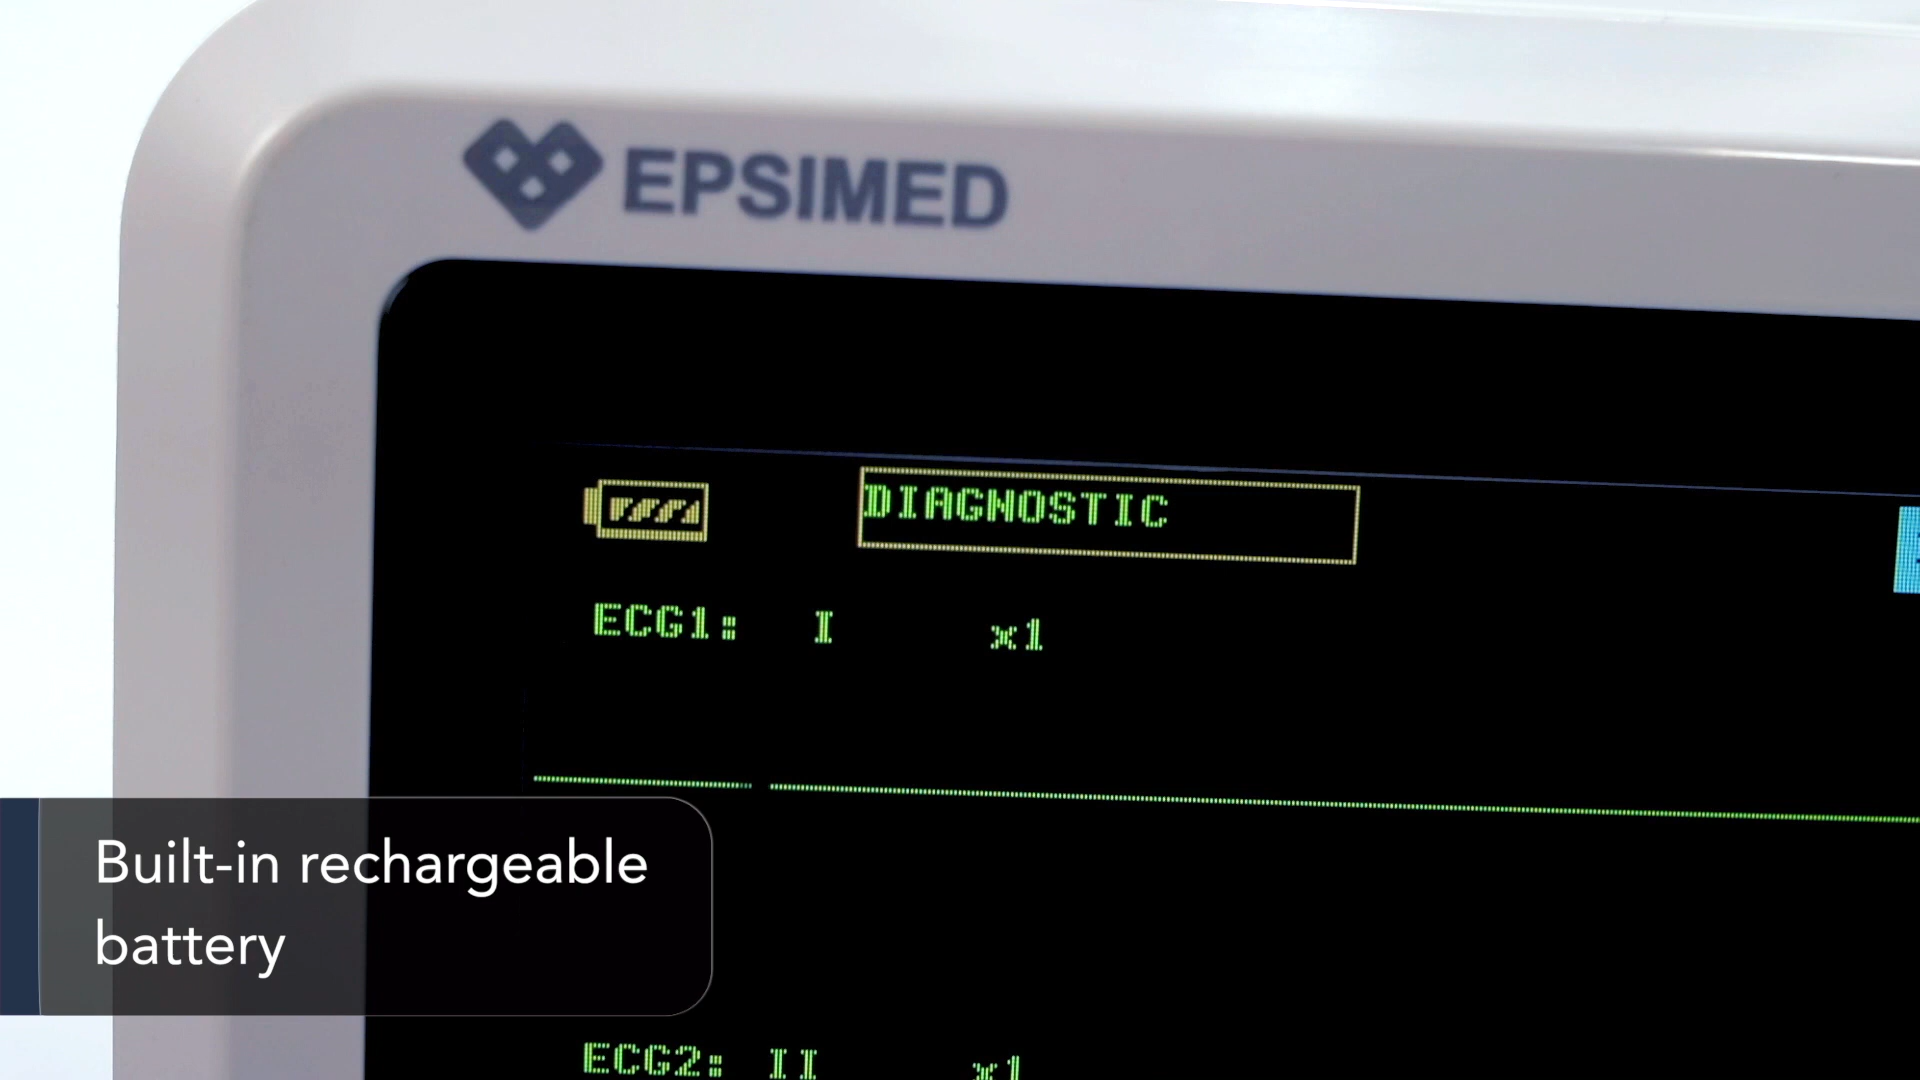 EPSIMED
DIAGNOSTIC
ECG1: I x1
Built-in rechargeable
battery
ECG2: II x1